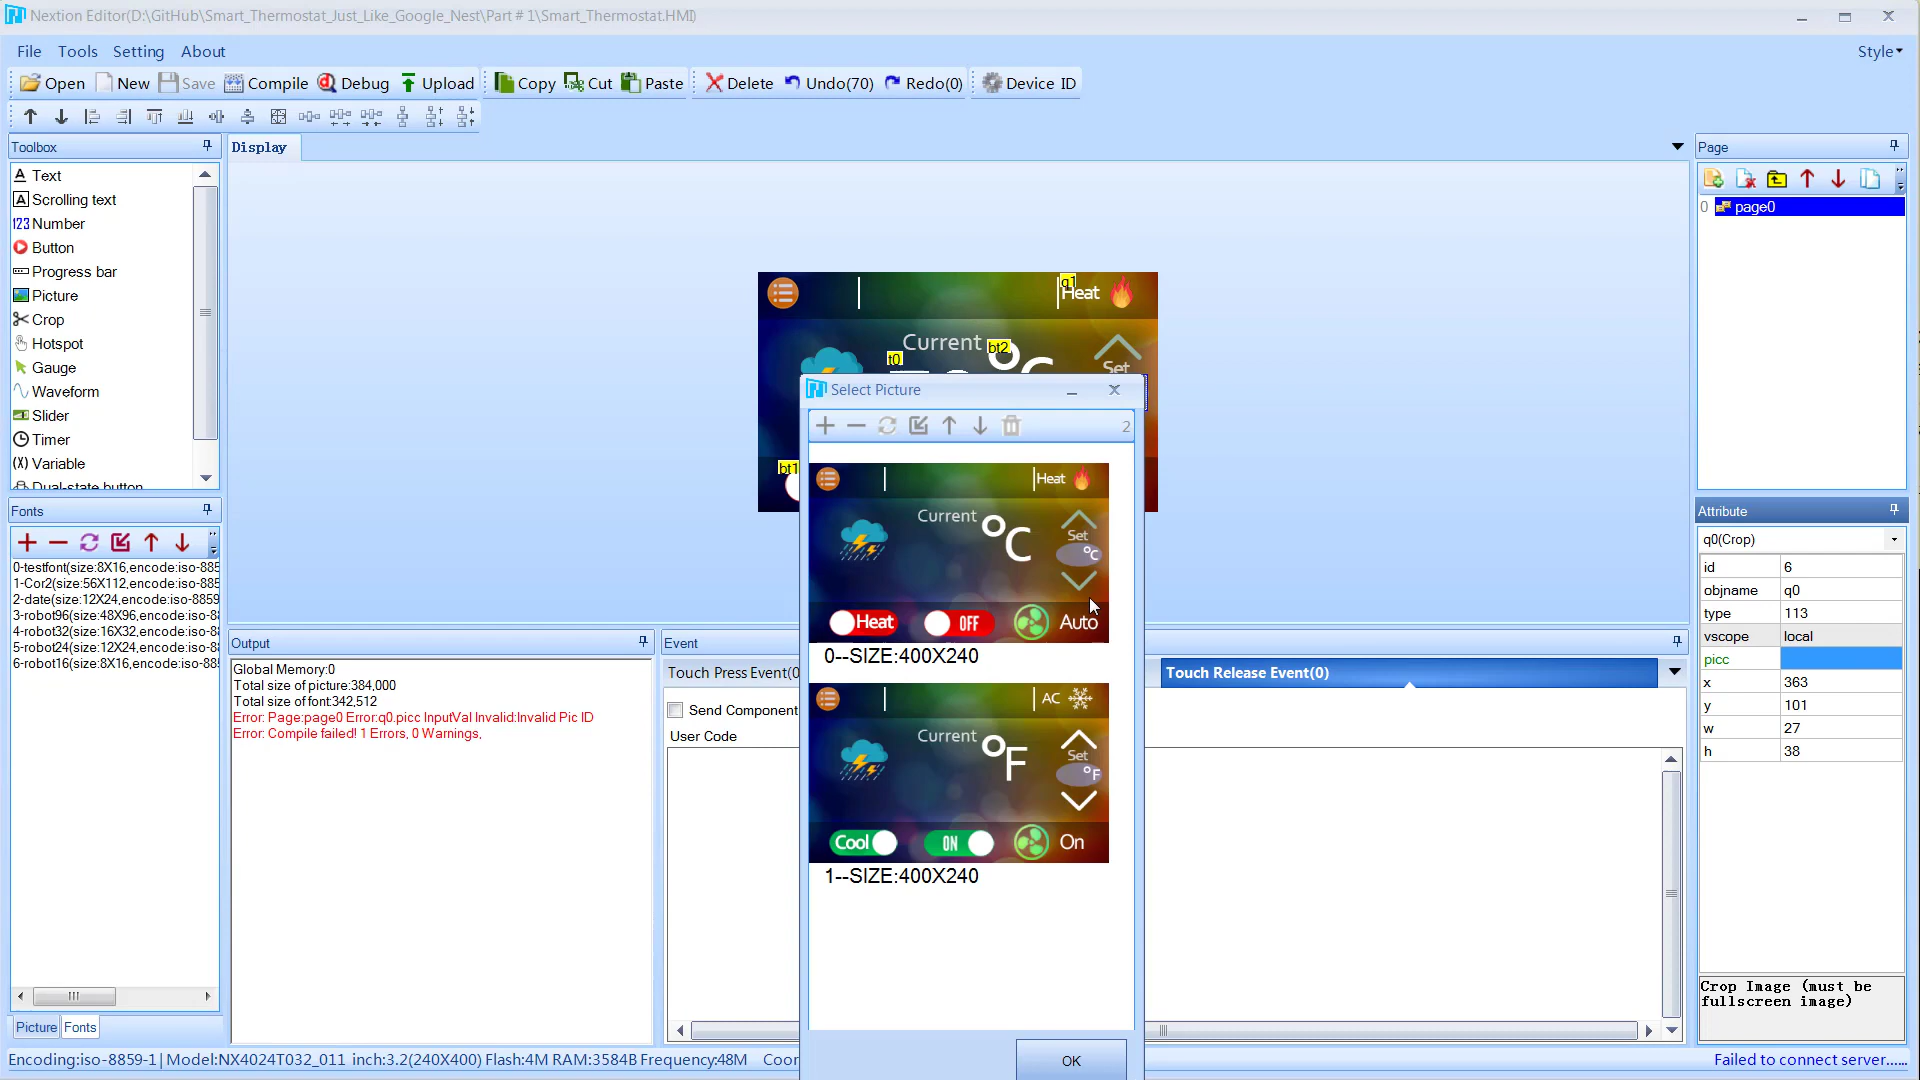 Nextion Editor(D:\GitHub\Smart_Thermostat_Just_Like_Google_Nest\Part # 1\Smart_Thermostat.HMI)
File Tools Setting About Style
Open New Save Compile Debug Upload Copy Cut Paste Delete Undo(70) Redo(0) Device ID
Toolbox
Text
Scrolling text
123 Number
Button
Progress bar
Picture
Crop
Hotspot
Gauge
Waveform
Slider
Timer
(X) Variable
Dual-state button
Fonts
0-testfont(size:8X16,encode:iso-885
1-Cor2(size:56X112,encode:iso-885
2-date(size:12X24,encode:iso-8859
3-robot96(size:48X96,encode:iso-8
4-robot32(size:16X32,encode:iso-8
5-robot24(size:12X24,encode:iso-8
6-robot16(size:8X16,encode:iso-88
Picture Fonts
Display
q1
Heat
Current
t0
bt2
°C
Set
bt1
Select Picture
2
Heat
Current
°C
Set
°C
Heat OFF Auto
0--SIZE:400X240
AC
Current
°F
Set
°F
Cool ON On
1--SIZE:400X240
OK
Output
Global Memory:0
Total size of picture:384,000
Total size of font:342,512
Error: Page:page0 Error:q0.picc InputVal Invalid:Invalid Pic ID
Error: Compile failed! 1 Errors, 0 Warnings,
Event
Touch Press Event(0 Touch Release Event(0)
Send Component
User Code
Page
0 page0
Attribute
q0(Crop)
id 6
objname q0
type 113
vscope local
picc
x 363
y 101
w 27
h 38
Crop Image (must be
fullscreen image)
Encoding:iso-8859-1| Model:NX4024T032_011 inch:3.2(240X400) Flash:4M RAM:3584B Frequency:48M Coor
Failed to connect server......